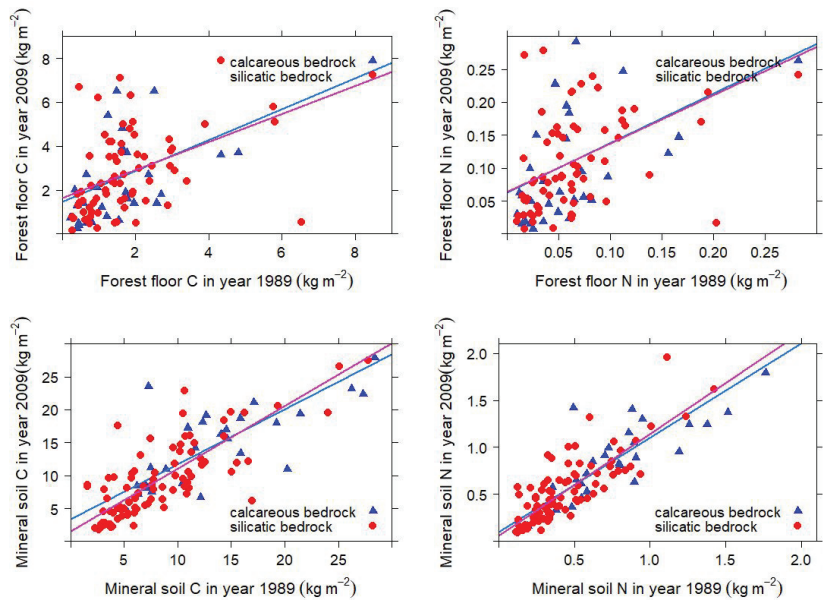 Forest floor C in year 2009(kg m−2)
8
6
4
2
calcareous bedrock
silicatic bedrock
2
4
6
8
Forest floor C in year 1989 (kg m−2)
Forest floor N in year 2009(kg m−2)
0.25
0.20
0.15
0.10
0.05
calcareous bedrock
silicatic bedrock
0.05
0.10
0.15
0.20
0.25
Forest floor N in year 1989 (kg m−2)
Mineral soil C in year 2009(kg m−2)
25
20
15
10
5
calcareous bedrock
silicatic bedrock
5
10
15
20
25
Mineral soil C in year 1989 (kg m−2)
Mineral soil N in year 2009(kg m−2)
2.0
1.5
1.0
0.5
calcareous bedrock
silicatic bedrock
0.5
1.0
1.5
2.0
Mineral soil N in year 1989 (kg m−2)